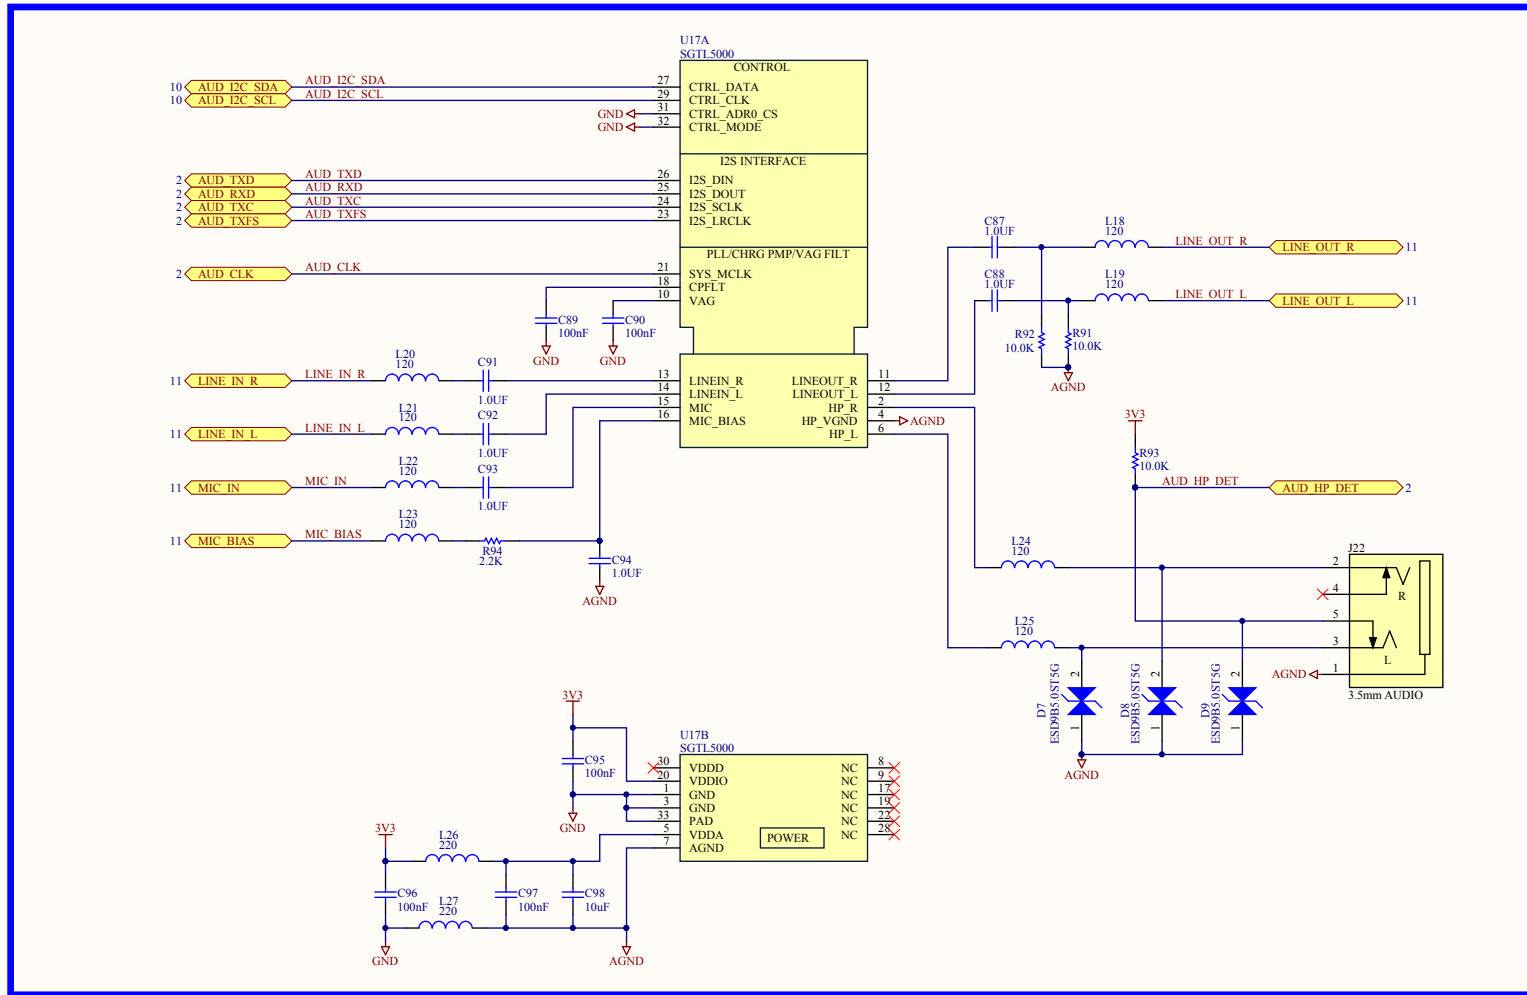 U17A
SGTL5000
CONTROL
10 AUD_I2C_SDA AUD_I2C_SDA 27 CTRL_DATA
10 AUD_I2C_SCL AUD_I2C_SCL 29 CTRL_CLK
GND 31 CTRL_ADR0_CS
GND 32 CTRL_MODE
I2S INTERFACE
2 AUD_TXD AUD_TXD 26 I2S_DIN
2 AUD_RXD AUD_RXD 25 I2S_DOUT
2 AUD_TXC AUD_TXC 24 I2S_SCLK
2 AUD_TXFS AUD_TXFS 23 I2S_LRCLK
PLL/CHRG PMP/VAG FILT
2 AUD_CLK AUD_CLK 21 SYS_MCLK
18 CPFLT
10 VAG
C89
100nF
GND
C90
100nF
GND
C87
1.0UF
L18
120
LINE_OUT_R LINE_OUT_R 11
C88
1.0UF
L19
120
LINE_OUT_L LINE_OUT_L 11
R92
10.0K
R91
10.0K
AGND
L20
120
C91
1.0UF
11 LINE_IN_R LINE_IN_R 13 LINEIN_R LINEOUT_R 11
14 LINEIN_L LINEOUT_L 12
15 MIC HP_R 2
16 MIC_BIAS HP_VGND 4 AGND
HP_L 6
L21
120
C92
1.0UF
11 LINE_IN_L LINE_IN_L
L22
120
C93
1.0UF
11 MIC_IN MIC_IN
L23
120
11 MIC_BIAS MIC_BIAS
R94
2.2K
C94
1.0UF
AGND
3V3
R93
10.0K
AUD_HP_DET AUD_HP_DET 2
L24
120
L25
120
J22
2
4
R
5
3
L
AGND 1
3.5mm AUDIO
D7
ESD9B5.0ST5G
2
1
D8
ESD9B5.0ST5G
2
1
D9
ESD9B5.0ST5G
2
1
AGND
3V3
C95
100nF
GND
U17B
SGTL5000
30 VDDD NC 8
20 VDDIO NC 9
1 GND NC 17
3 GND NC 19
33 PAD NC 22
5 VDDA POWER NC 28
7 AGND
3V3
L26
220
C96
100nF
L27
220
C97
100nF
C98
10uF
GND
AGND